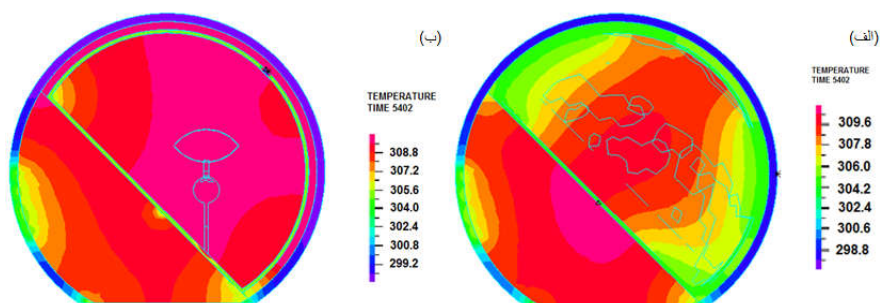 (ب)
TEMPERATURE
TIME 5402
308.8
307.2
305.6
304.0
302.4
300.8
299.2
(الف)
TEMPERATURE
TIME 5402
309.6
307.8
306.0
304.2
302.4
300.6
298.8